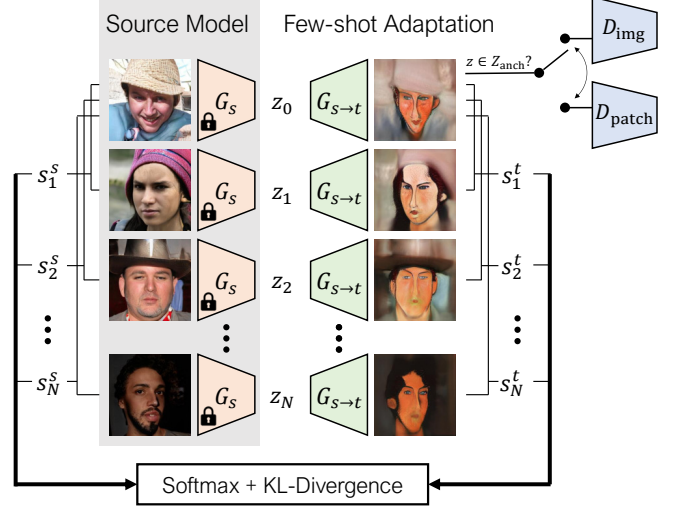 Source Model
Few-shot Adaptation
D_img
z ∈ Z_anch?
G_s z_0 G_{s→t}
D_patch
s_1^s G_s z_1 G_{s→t} s_1^t
s_2^s G_s z_2 G_{s→t} s_2^t
s_N^s G_s z_N G_{s→t} s_N^t
Softmax + KL-Divergence